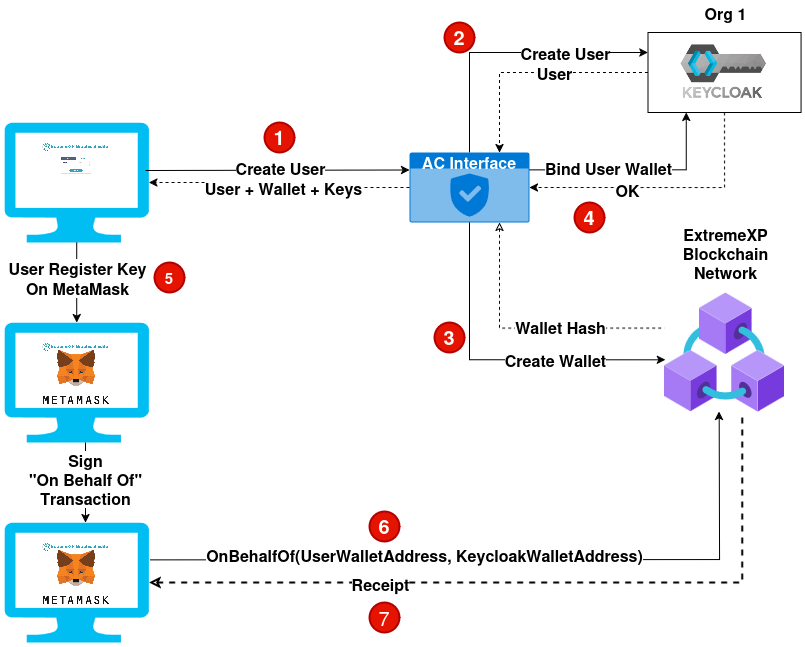 Org 1
2
Create User
User
KEYCLOAK
1
Create User
User + Wallet + Keys
AC Interface
Bind User Wallet
OK
4
ExtremeXP
Blockchain
Network
User Register Key
On MetaMask
5
3
Wallet Hash
Create Wallet
METAMASK
Sign
"On Behalf Of"
Transaction
6
OnBehalfOf(UserWalletAddress, KeycloakWalletAddress)
METAMASK
Receipt
7